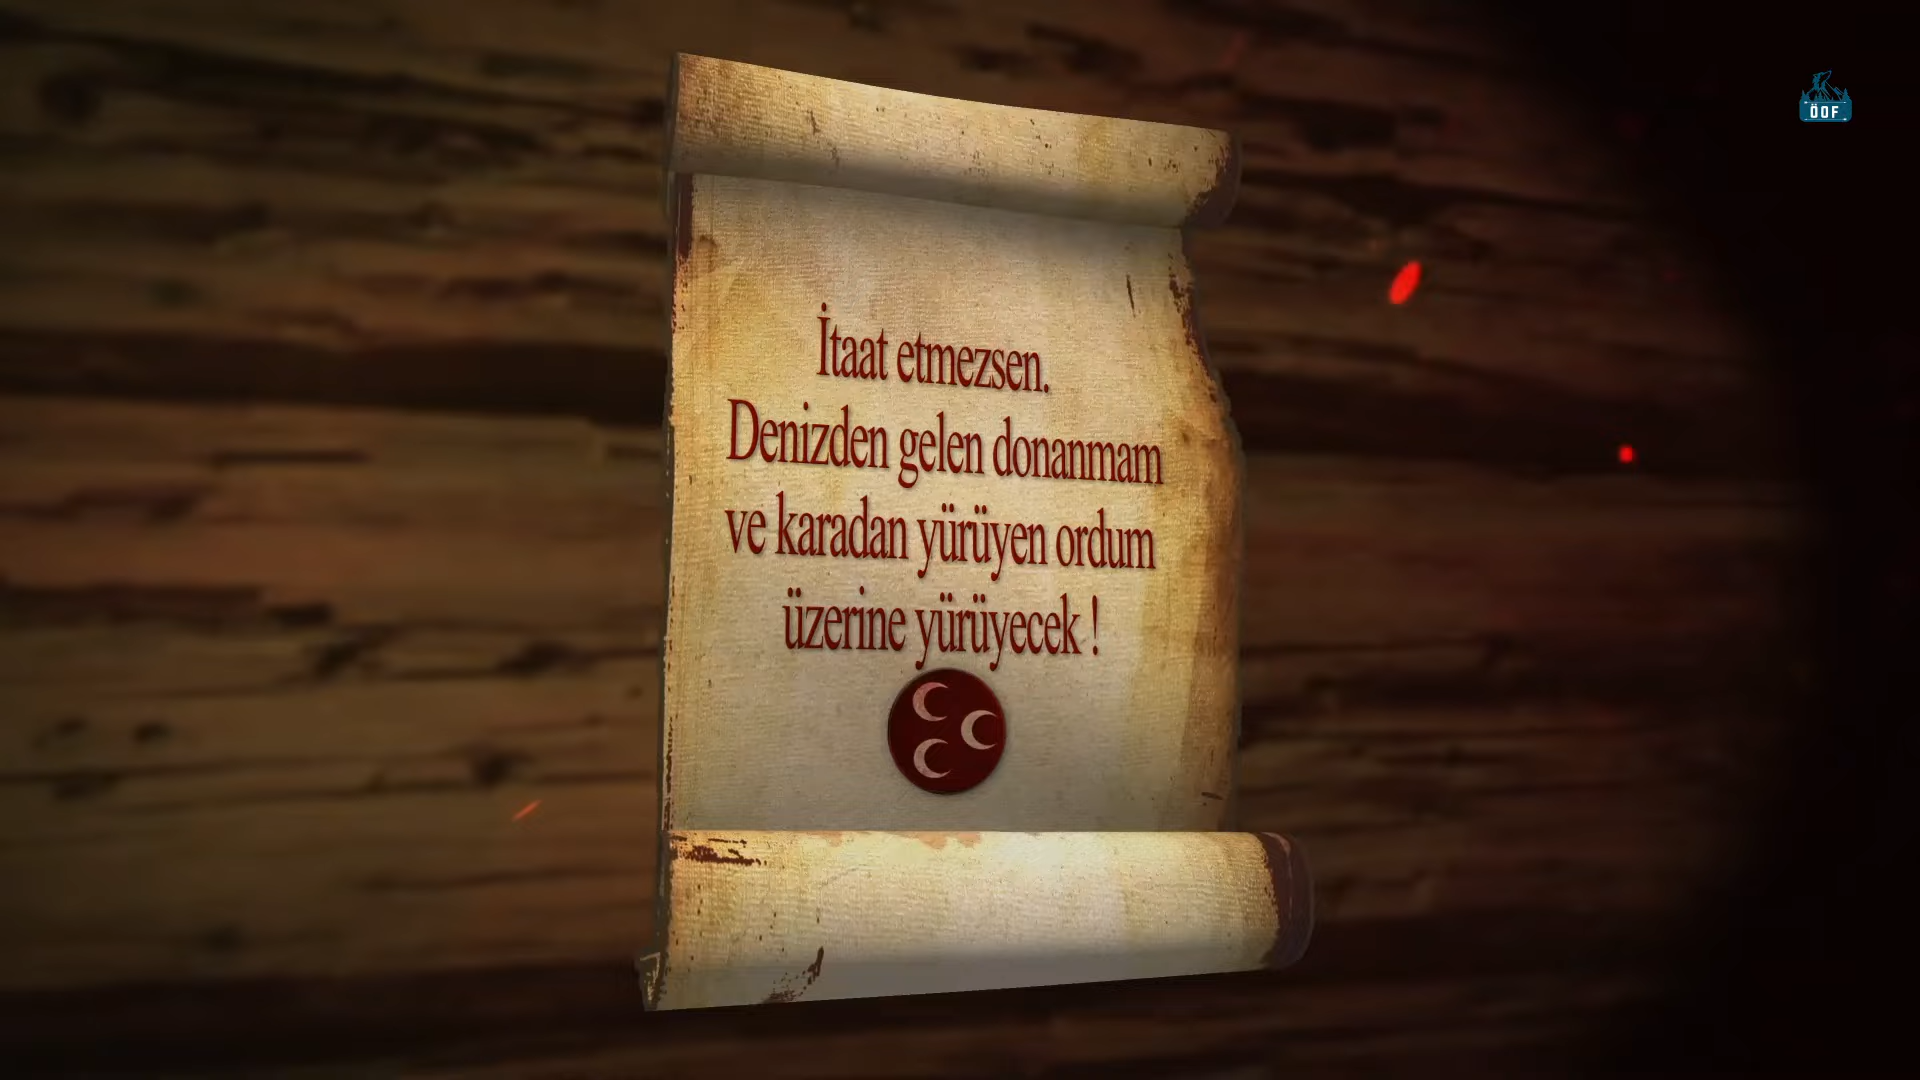 İtaat etmezsen.
Denizden gelen donanmam
ve karadan yürüyen ordum
üzerine yürüyecek !
ÖOF